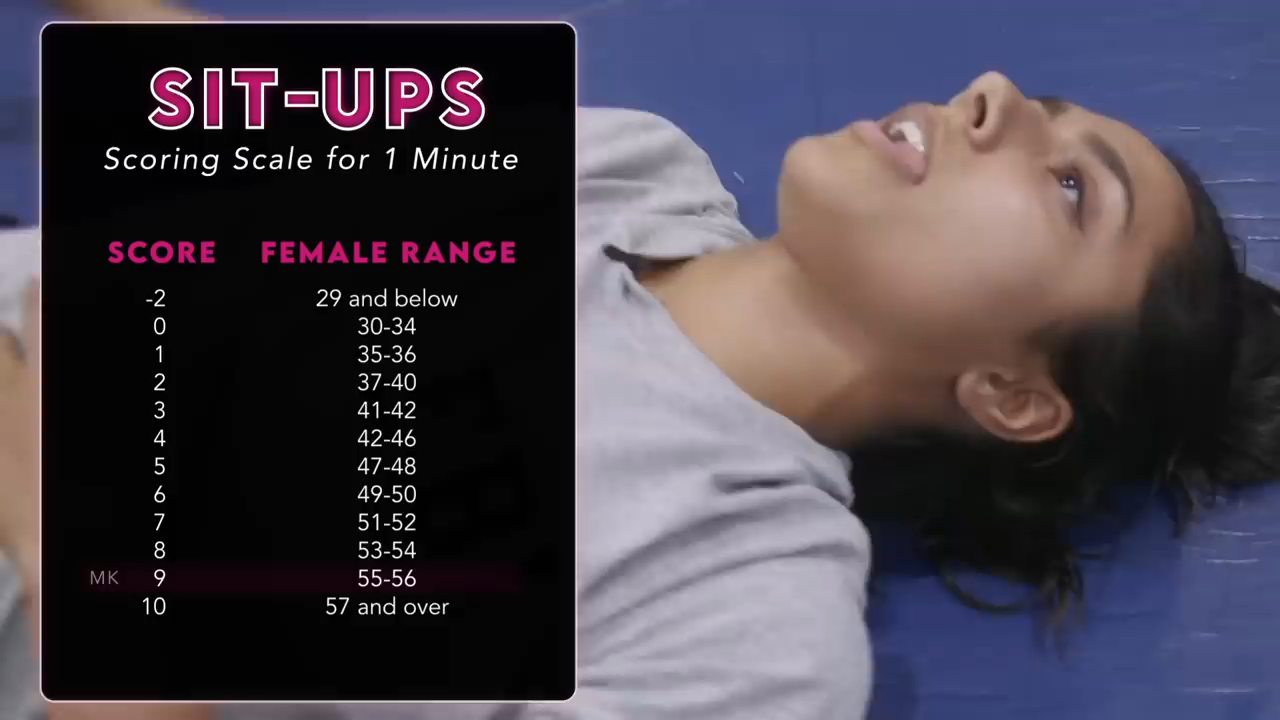 SIT-UPS
Scoring Scale for 1 Minute
SCORE FEMALE RANGE
-2 29 and below
0 30-34
1 35-36
2 37-40
3 41-42
4 42-46
5 47-48
6 49-50
7 51-52
8 53-54
MK 9 55-56
10 57 and over